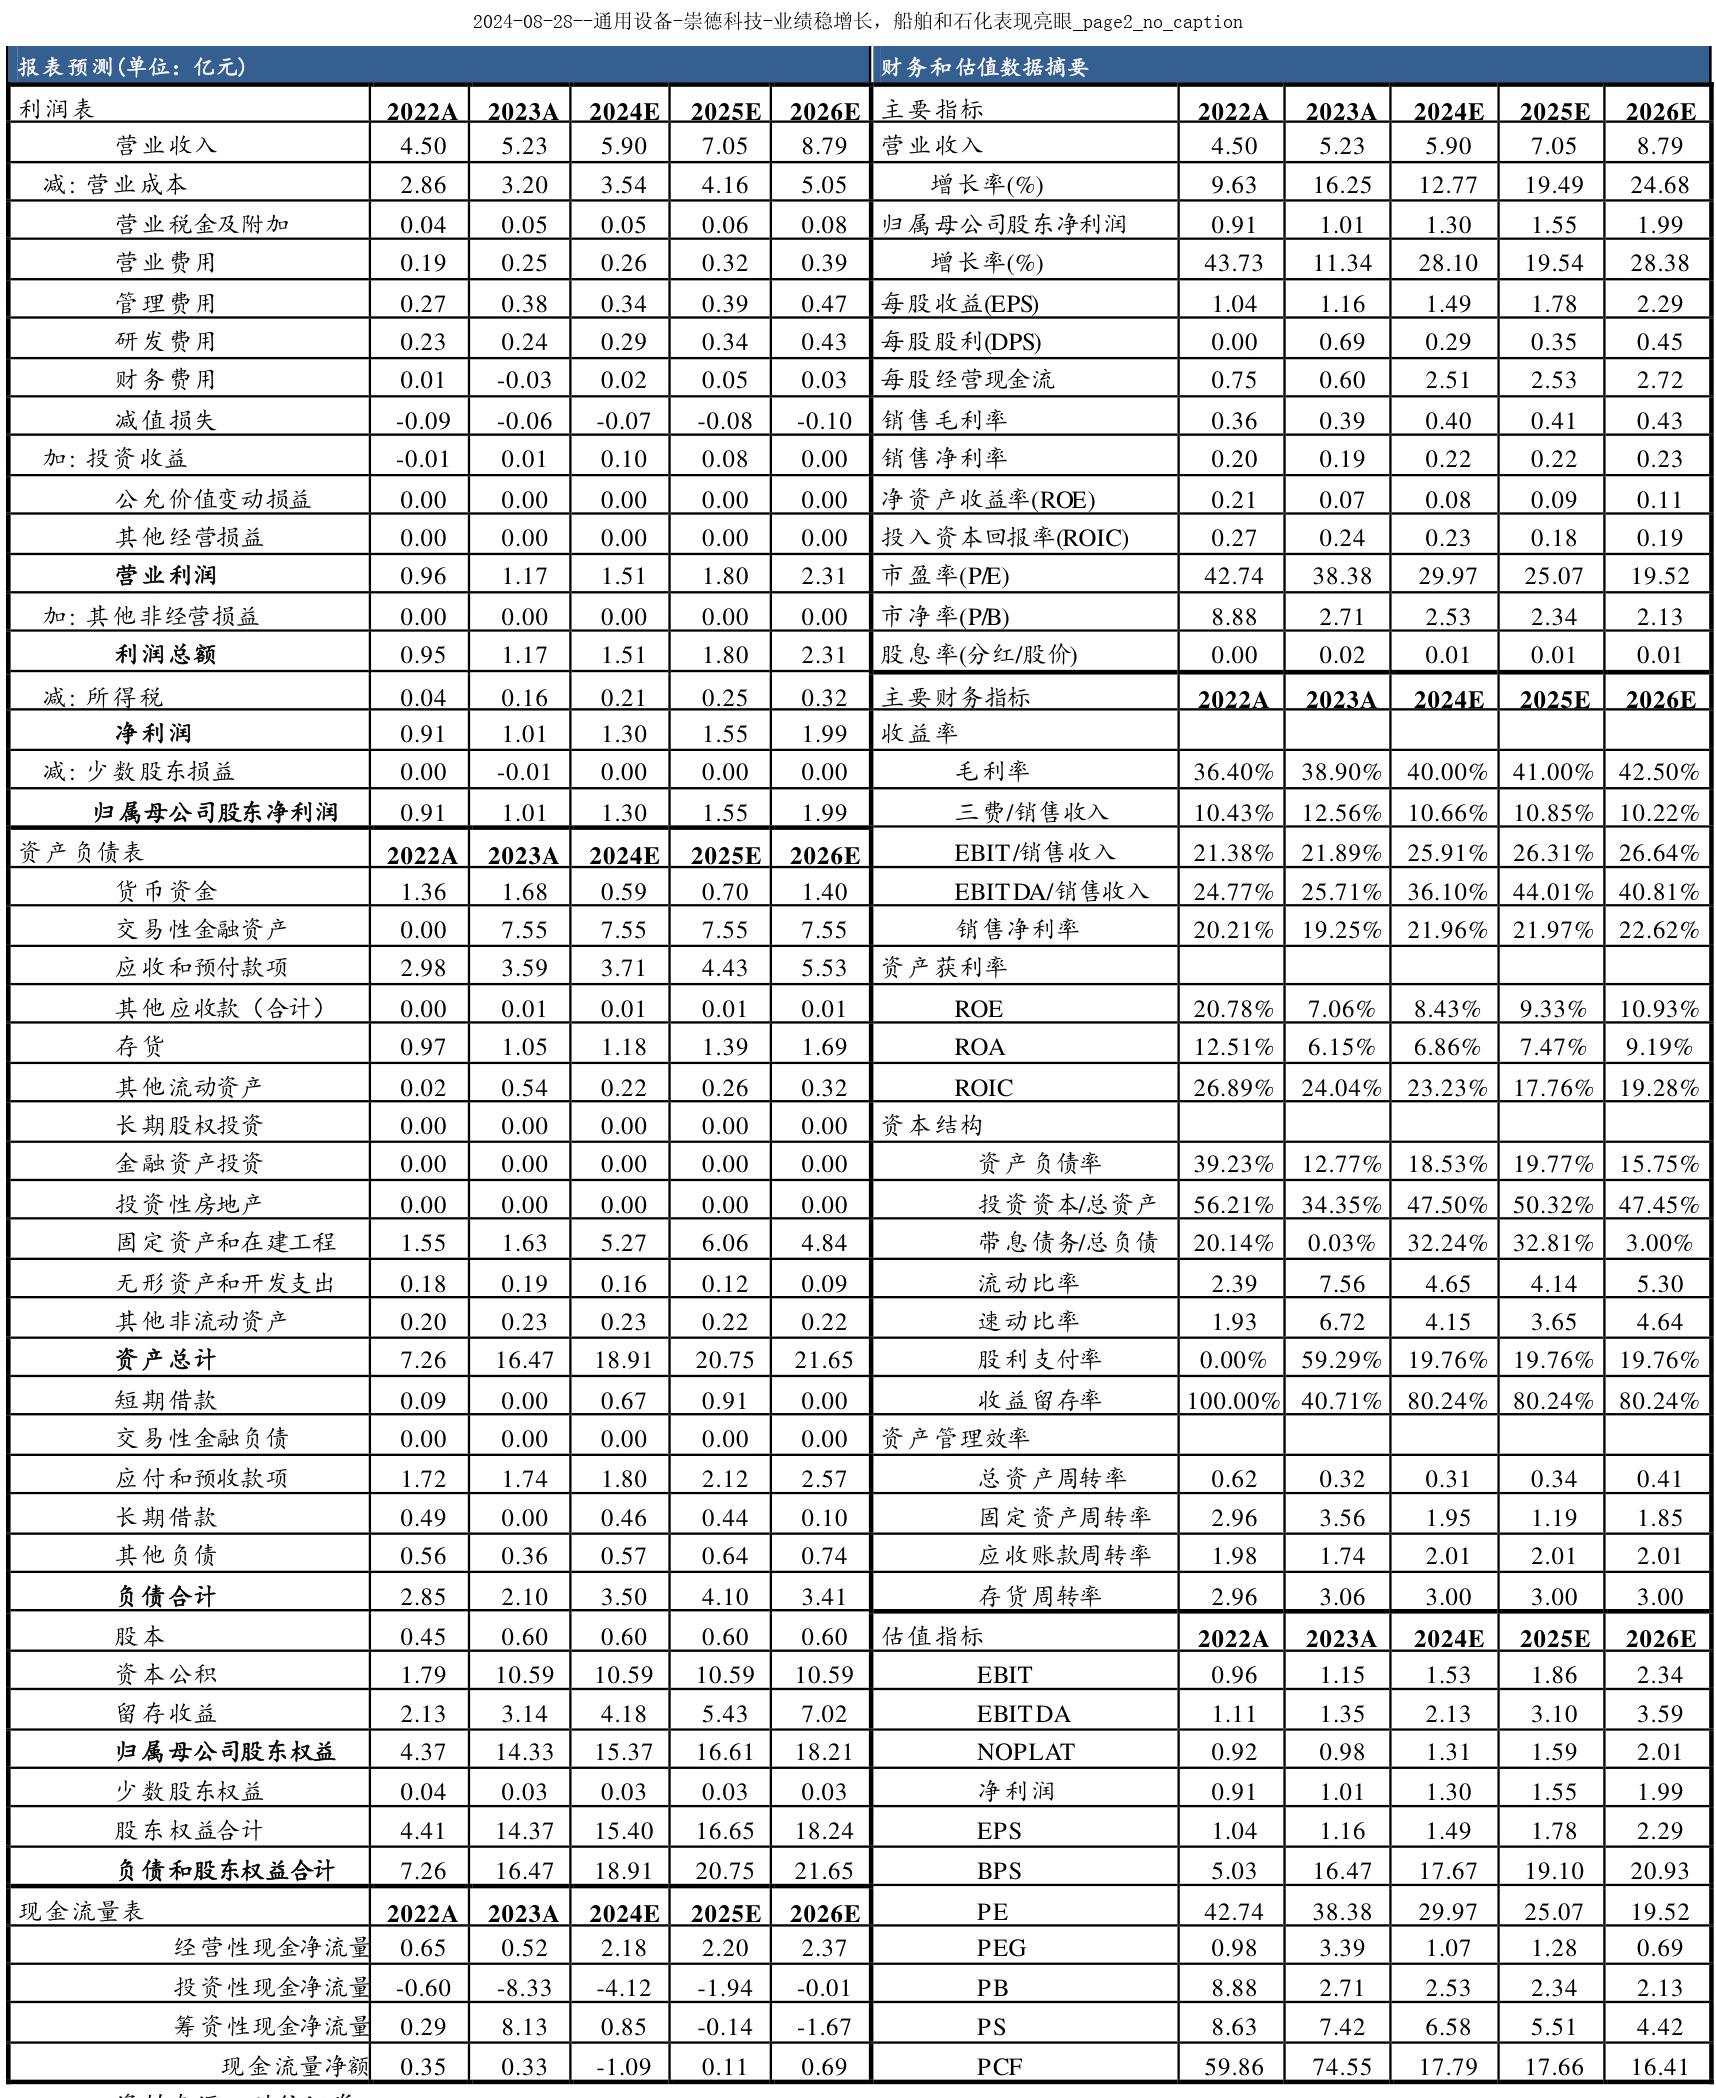 2024-08-28--通用设备-崇德科技-业绩稳增长，船舶和石化表现亮眼_page2_no_caption
报表预测(单位：亿元)
利润表 2022A 2023A 2024E 2025E 2026E
营业收入 4.50 5.23 5.90 7.05 8.79
减: 营业成本 2.86 3.20 3.54 4.16 5.05
营业税金及附加 0.04 0.05 0.05 0.06 0.08
营业费用 0.19 0.25 0.26 0.32 0.39
管理费用 0.27 0.38 0.34 0.39 0.47
研发费用 0.23 0.24 0.29 0.34 0.43
财务费用 0.01 -0.03 0.02 0.05 0.03
减值损失 -0.09 -0.06 -0.07 -0.08 -0.10
加: 投资收益 -0.01 0.01 0.10 0.08 0.00
公允价值变动损益 0.00 0.00 0.00 0.00 0.00
其他经营损益 0.00 0.00 0.00 0.00 0.00
营业利润 0.96 1.17 1.51 1.80 2.31
加: 其他非经营损益 0.00 0.00 0.00 0.00 0.00
利润总额 0.95 1.17 1.51 1.80 2.31
减: 所得税 0.04 0.16 0.21 0.25 0.32
净利润 0.91 1.01 1.30 1.55 1.99
减: 少数股东损益 0.00 -0.01 0.00 0.00 0.00
归属母公司股东净利润 0.91 1.01 1.30 1.55 1.99
资产负债表 2022A 2023A 2024E 2025E 2026E
货币资金 1.36 1.68 0.59 0.70 1.40
交易性金融资产 0.00 7.55 7.55 7.55 7.55
应收和预付款项 2.98 3.59 3.71 4.43 5.53
其他应收款（合计） 0.00 0.01 0.01 0.01 0.01
存货 0.97 1.05 1.18 1.39 1.69
其他流动资产 0.02 0.54 0.22 0.26 0.32
长期股权投资 0.00 0.00 0.00 0.00 0.00
金融资产投资 0.00 0.00 0.00 0.00 0.00
投资性房地产 0.00 0.00 0.00 0.00 0.00
固定资产和在建工程 1.55 1.63 5.27 6.06 4.84
无形资产和开发支出 0.18 0.19 0.16 0.12 0.09
其他非流动资产 0.20 0.23 0.23 0.22 0.22
资产总计 7.26 16.47 18.91 20.75 21.65
短期借款 0.09 0.00 0.67 0.91 0.00
交易性金融负债 0.00 0.00 0.00 0.00 0.00
应付和预收款项 1.72 1.74 1.80 2.12 2.57
长期借款 0.49 0.00 0.46 0.44 0.10
其他负债 0.56 0.36 0.57 0.64 0.74
负债合计 2.85 2.10 3.50 4.10 3.41
股本 0.45 0.60 0.60 0.60 0.60
资本公积 1.79 10.59 10.59 10.59 10.59
留存收益 2.13 3.14 4.18 5.43 7.02
归属母公司股东权益 4.37 14.33 15.37 16.61 18.21
少数股东权益 0.04 0.03 0.03 0.03 0.03
股东权益合计 4.41 14.37 15.40 16.65 18.24
负债和股东权益合计 7.26 16.47 18.91 20.75 21.65
现金流量表 2022A 2023A 2024E 2025E 2026E
经营性现金净流量 0.65 0.52 2.18 2.20 2.37
投资性现金净流量 -0.60 -8.33 -4.12 -1.94 -0.01
筹资性现金净流量 0.29 8.13 0.85 -0.14 -1.67
现金流量净额 0.35 0.33 -1.09 0.11 0.69
财务和估值数据摘要
主要指标 2022A 2023A 2024E 2025E 2026E
营业收入 4.50 5.23 5.90 7.05 8.79
增长率(%) 9.63 16.25 12.77 19.49 24.68
归属母公司股东净利润 0.91 1.01 1.30 1.55 1.99
增长率(%) 43.73 11.34 28.10 19.54 28.38
每股收益(EPS) 1.04 1.16 1.49 1.78 2.29
每股股利(DPS) 0.00 0.69 0.29 0.35 0.45
每股经营现金流 0.75 0.60 2.51 2.53 2.72
销售毛利率 0.36 0.39 0.40 0.41 0.43
销售净利率 0.20 0.19 0.22 0.22 0.23
净资产收益率(ROE) 0.21 0.07 0.08 0.09 0.11
投入资本回报率(ROIC) 0.27 0.24 0.23 0.18 0.19
市盈率(P/E) 42.74 38.38 29.97 25.07 19.52
市净率(P/B) 8.88 2.71 2.53 2.34 2.13
股息率(分红/股价) 0.00 0.02 0.01 0.01 0.01
主要财务指标 2022A 2023A 2024E 2025E 2026E
收益率
毛利率 36.40% 38.90% 40.00% 41.00% 42.50%
三费/销售收入 10.43% 12.56% 10.66% 10.85% 10.22%
EBIT/销售收入 21.38% 21.89% 25.91% 26.31% 26.64%
EBITDA/销售收入 24.77% 25.71% 36.10% 44.01% 40.81%
销售净利率 20.21% 19.25% 21.96% 21.97% 22.62%
资产获利率
ROE 20.78% 7.06% 8.43% 9.33% 10.93%
ROA 12.51% 6.15% 6.86% 7.47% 9.19%
ROIC 26.89% 24.04% 23.23% 17.76% 19.28%
资本结构
资产负债率 39.23% 12.77% 18.53% 19.77% 15.75%
投资资本/总资产 56.21% 34.35% 47.50% 50.32% 47.45%
带息债务/总负债 20.14% 0.03% 32.24% 32.81% 3.00%
流动比率 2.39 7.56 4.65 4.14 5.30
速动比率 1.93 6.72 4.15 3.65 4.64
股利支付率 0.00% 59.29% 19.76% 19.76% 19.76%
收益留存率 100.00% 40.71% 80.24% 80.24% 80.24%
资产管理效率
总资产周转率 0.62 0.32 0.31 0.34 0.41
固定资产周转率 2.96 3.56 1.95 1.19 1.85
应收账款周转率 1.98 1.74 2.01 2.01 2.01
存货周转率 2.96 3.06 3.00 3.00 3.00
估值指标 2022A 2023A 2024E 2025E 2026E
EBIT 0.96 1.15 1.53 1.86 2.34
EBITDA 1.11 1.35 2.13 3.10 3.59
NOPLAT 0.92 0.98 1.31 1.59 2.01
净利润 0.91 1.01 1.30 1.55 1.99
EPS 1.04 1.16 1.49 1.78 2.29
BPS 5.03 16.47 17.67 19.10 20.93
PE 42.74 38.38 29.97 25.07 19.52
PEG 0.98 3.39 1.07 1.28 0.69
PB 8.88 2.71 2.53 2.34 2.13
PS 8.63 7.42 6.58 5.51 4.42
PCF 59.86 74.55 17.79 17.66 16.41